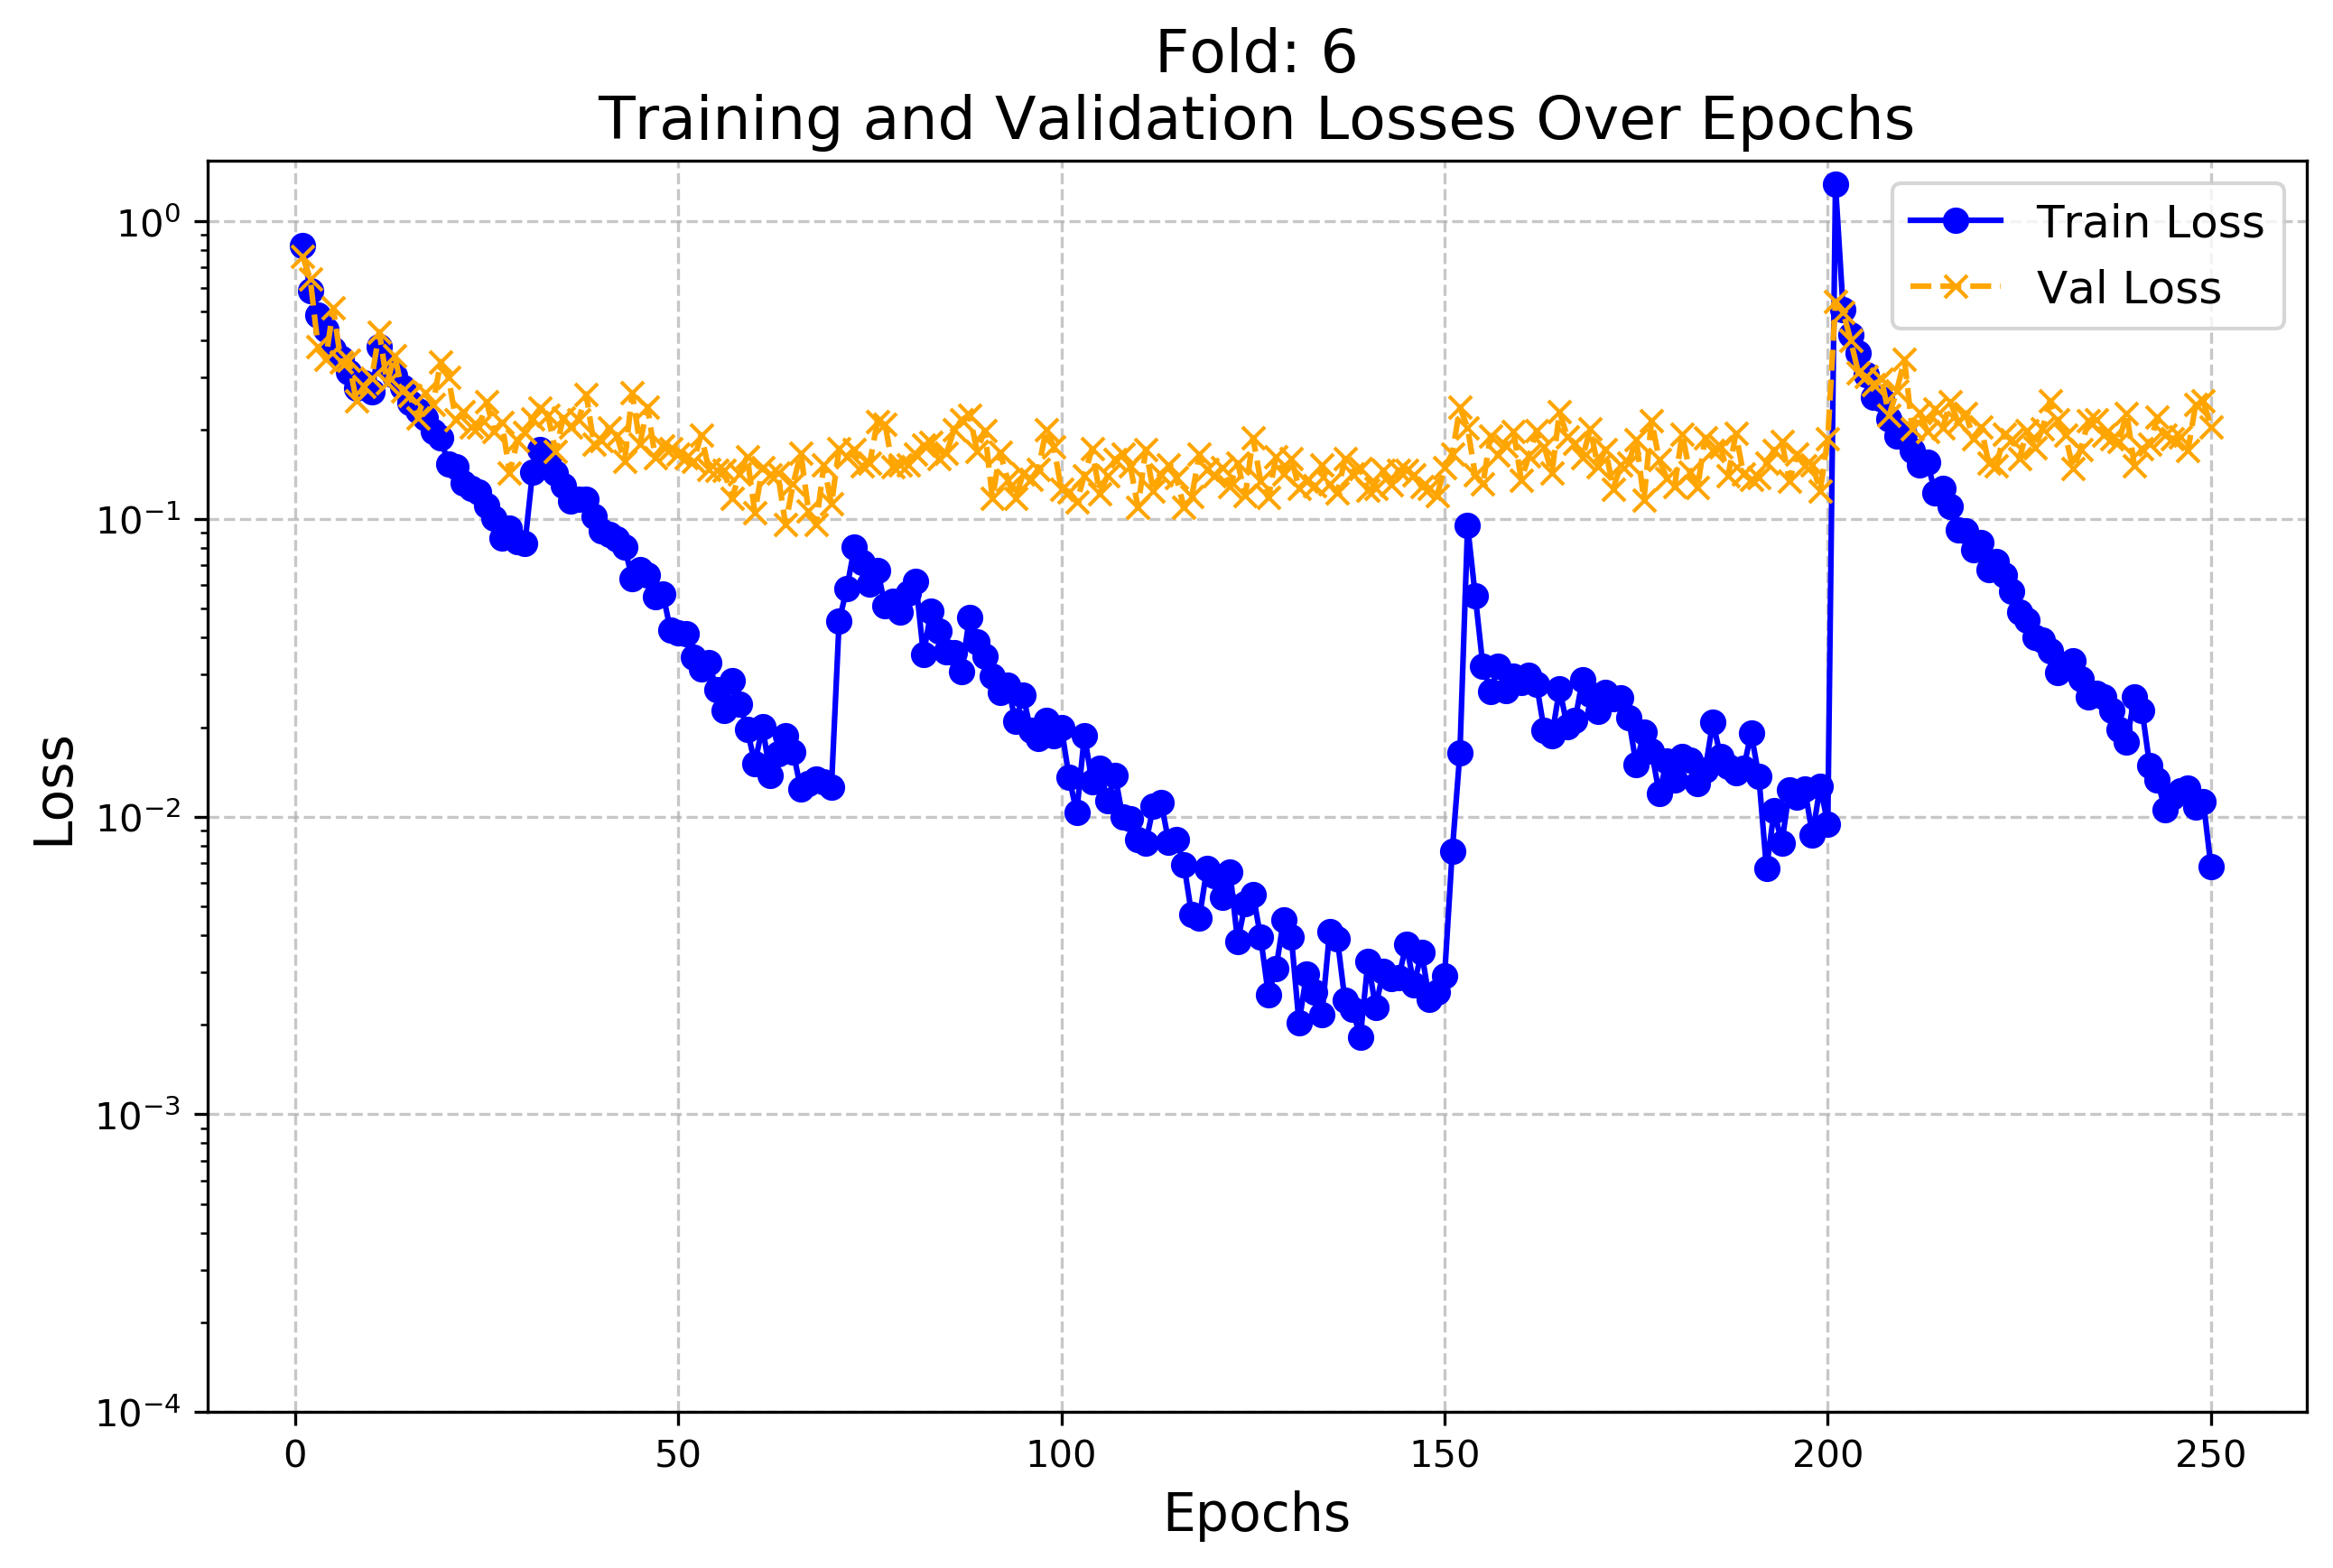 Fold: 6
Training and Validation Losses Over Epochs
Train Loss
Val Loss
10⁰
10⁻¹
10⁻²
10⁻³
10⁻⁴
Loss
0 50 100 150 200 250
Epochs